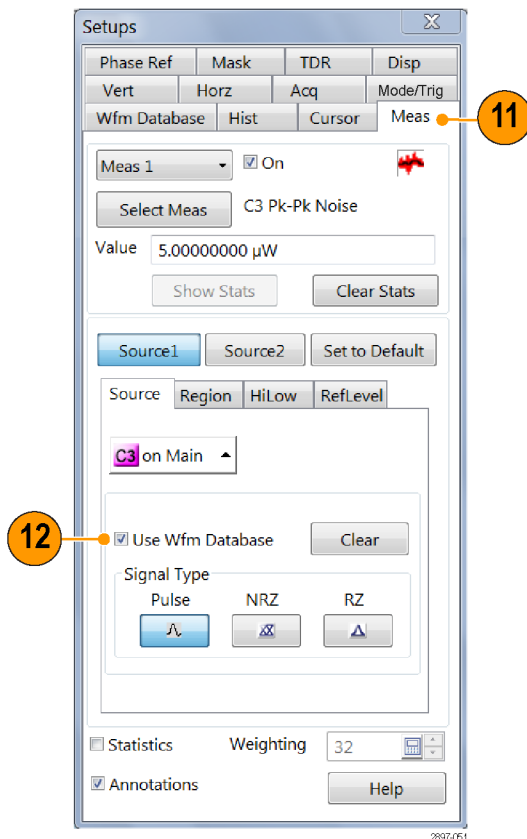 Setups X
Phase Ref Mask TDR Disp
Vert Horz Acq Mode/Trig
Wfm Database Hist Cursor Meas 11
Meas 1 On
Select Meas C3 Pk-Pk Noise
Value 5.00000000 µW
Show Stats Clear Stats
Source1 Source2 Set to Default
Source Region HiLow RefLevel
C3 on Main
12 Use Wfm Database Clear
Signal Type
Pulse NRZ RZ
Statistics Weighting 32
Annotations Help
2897-051